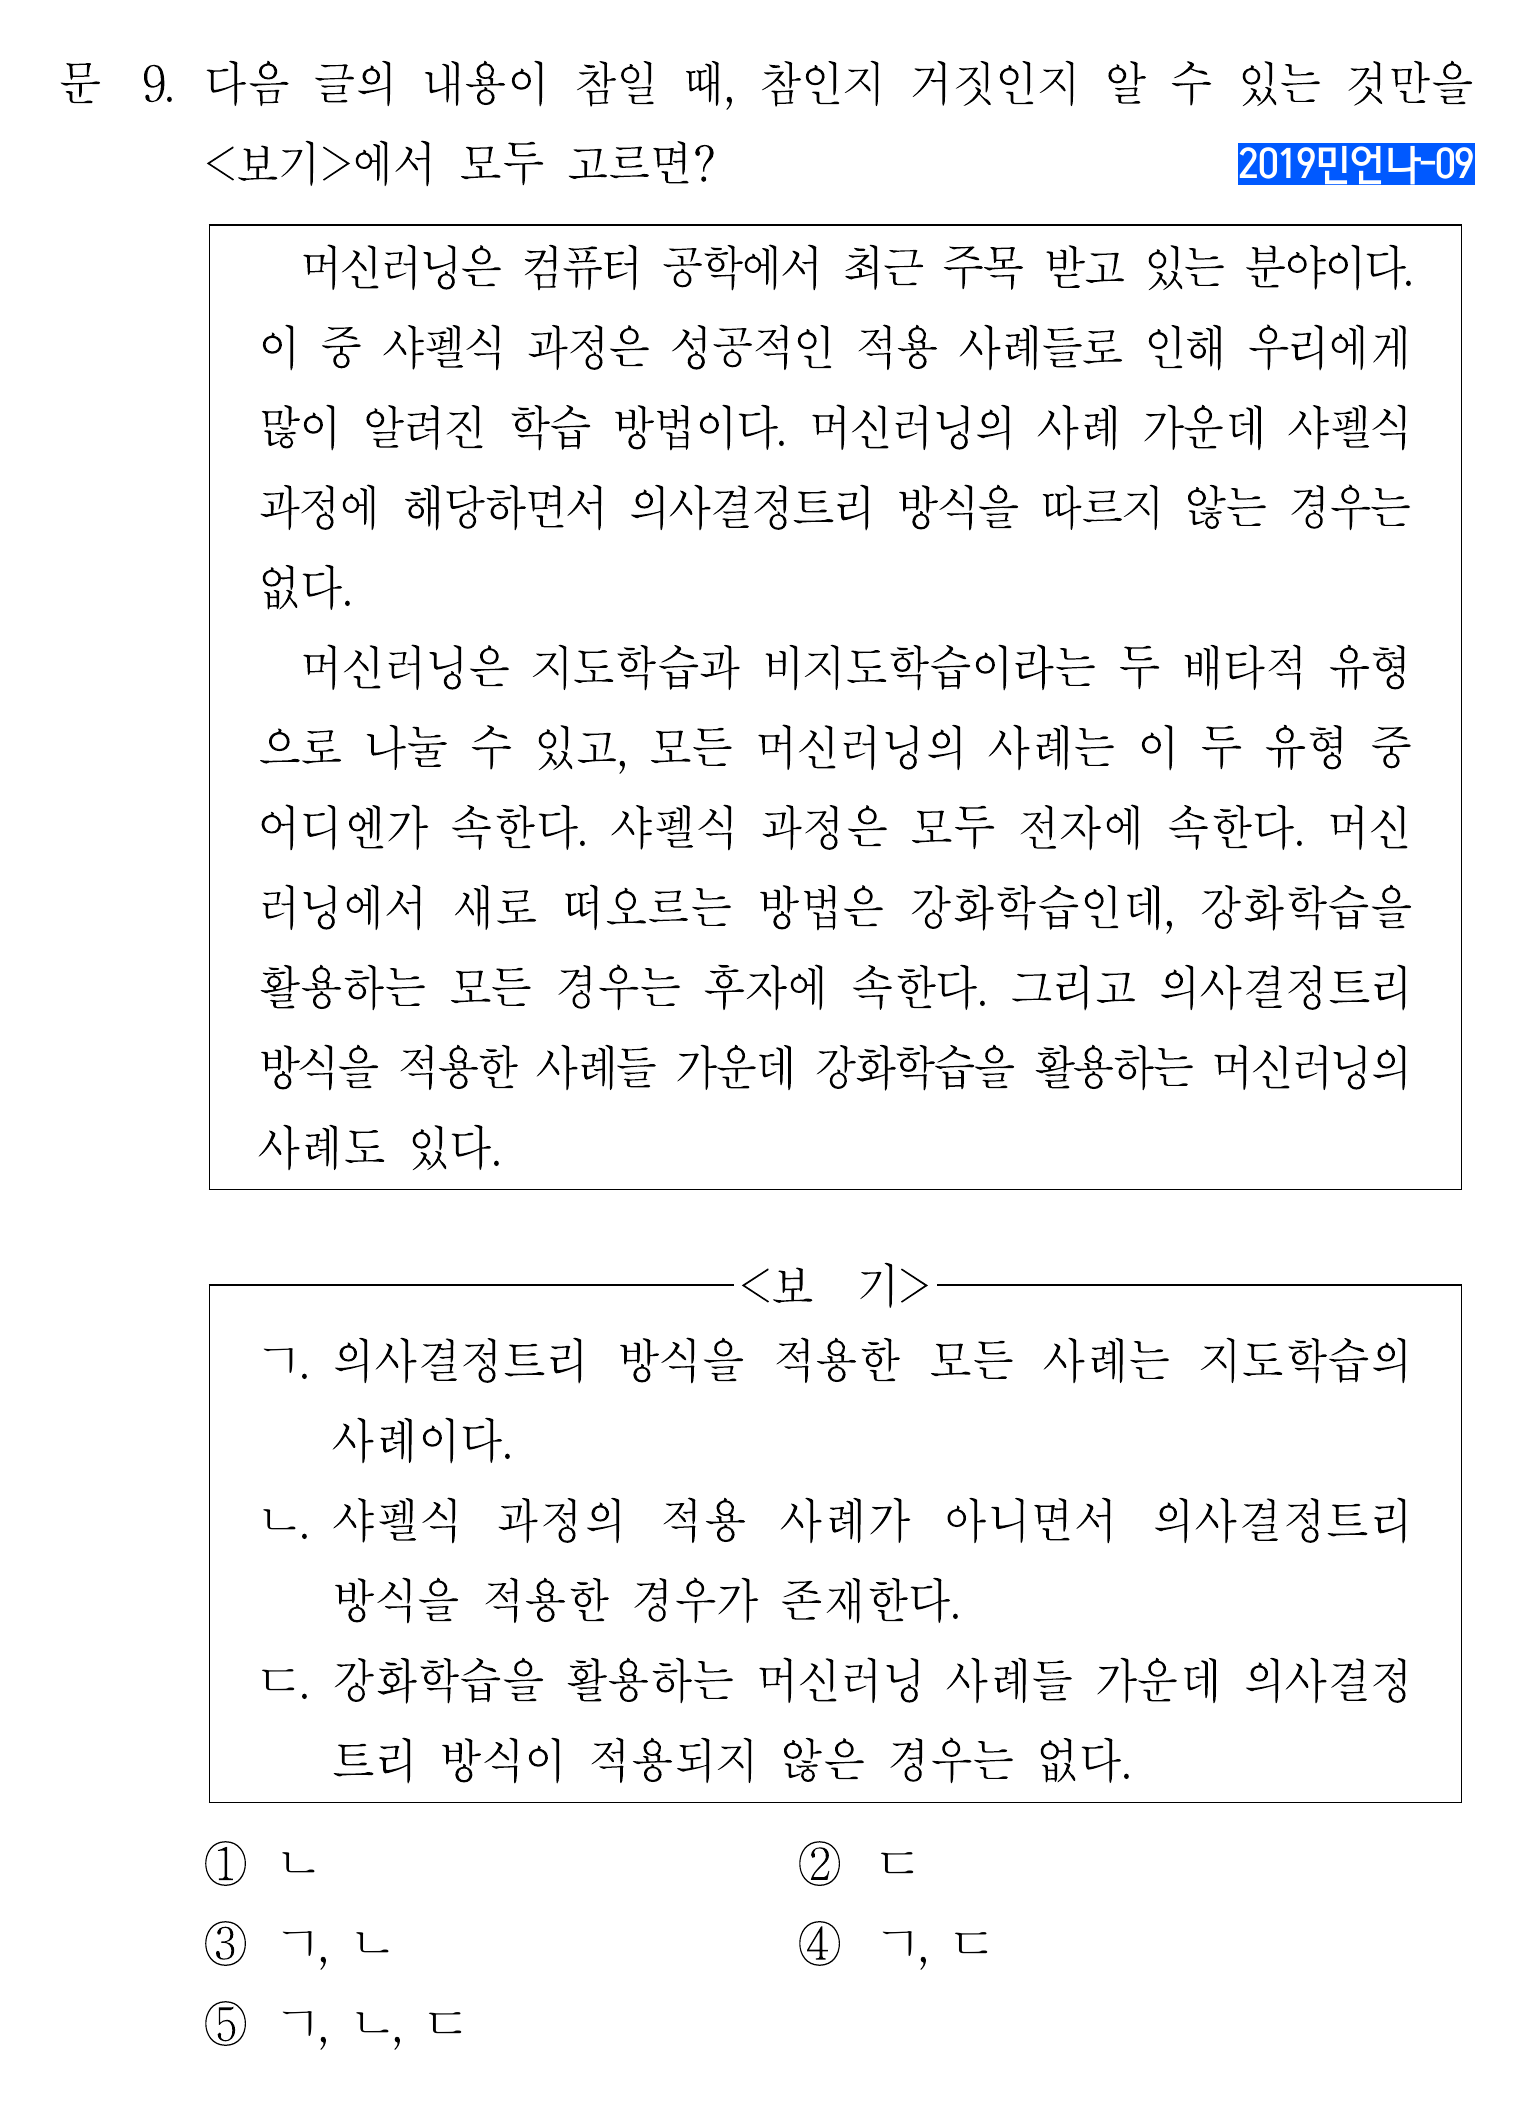 문 9. 다음 글의 내용이 참일 때, 참인지 거짓인지 알 수 있는 것만을
<보기>에서 모두 고르면?
2019민언나-09
머신러닝은 컴퓨터 공학에서 최근 주목 받고 있는 분야이다.
이 중 샤펠식 과정은 성공적인 적용 사례들로 인해 우리에게
많이 알려진 학습 방법이다. 머신러닝의 사례 가운데 샤펠식
과정에 해당하면서 의사결정트리 방식을 따르지 않는 경우는
없다.
머신러닝은 지도학습과 비지도학습이라는 두 배타적 유형
으로 나눌 수 있고, 모든 머신러닝의 사례는 이 두 유형 중
어디엔가 속한다. 샤펠식 과정은 모두 전자에 속한다. 머신
러닝에서 새로 떠오르는 방법은 강화학습인데, 강화학습을
활용하는 모든 경우는 후자에 속한다. 그리고 의사결정트리
방식을 적용한 사례들 가운데 강화학습을 활용하는 머신러닝의
사례도 있다.
<보 기>
ㄱ. 의사결정트리 방식을 적용한 모든 사례는 지도학습의
사례이다.
ㄴ. 샤펠식 과정의 적용 사례가 아니면서 의사결정트리
방식을 적용한 경우가 존재한다.
ㄷ. 강화학습을 활용하는 머신러닝 사례들 가운데 의사결정
트리 방식이 적용되지 않은 경우는 없다.
① ㄴ ② ㄷ
③ ㄱ, ㄴ ④ ㄱ, ㄷ
⑤ ㄱ, ㄴ, ㄷ